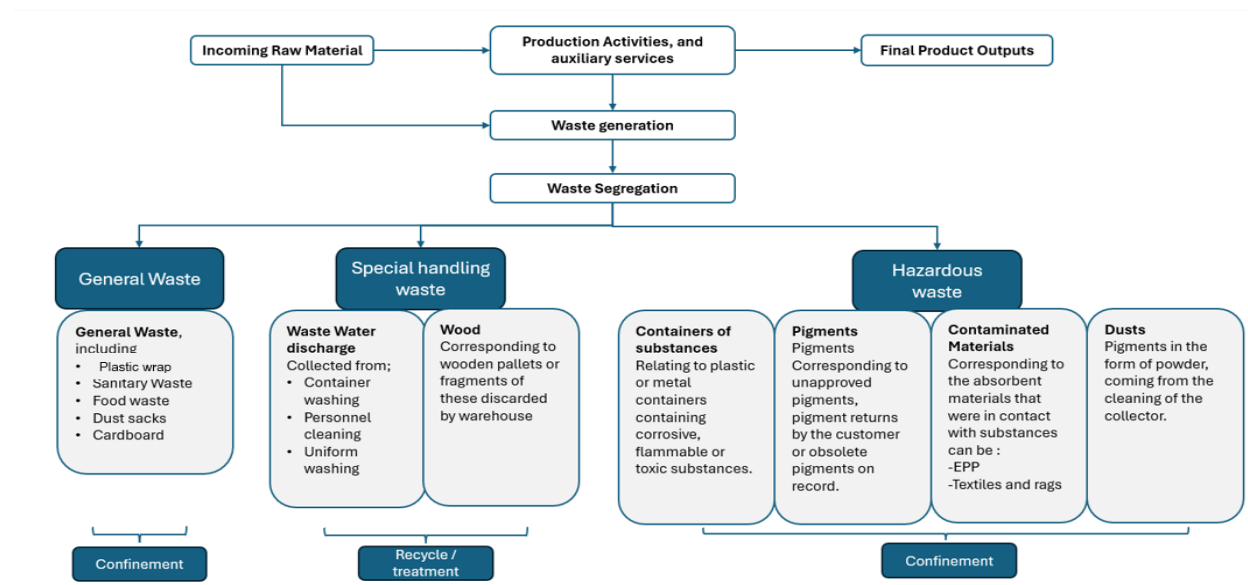 Incoming Raw Material
Production Activities, and
auxiliary services
Final Product Outputs
Waste generation
Waste Segregation
General Waste
Special handling
waste
Hazardous
waste
General Waste,
including
• Plastic wrap
• Sanitary Waste
• Food waste
• Dust sacks
• Cardboard
Waste Water
discharge
Collected from;
• Container
washing
• Personnel
cleaning
• Uniform
washing
Wood
Corresponding to
wooden pallets or
fragments of
these discarded
by warehouse
Containers of
substances
Relating to plastic
or metal
containers
containing
corrosive,
flammable or
toxic substances.
Pigments
Pigments
Corresponding to
unapproved
pigments,
pigment returns
by the customer
or obsolete
pigments on
record.
Contaminated
Materials
Corresponding to
the absorbent
materials that
were in contact
with substances
can be :
-EPP
-Textiles and rags
Dusts
Pigments in the
form of powder,
coming from the
cleaning of the
collector.
Confinement
Recycle /
treatment
Confinement